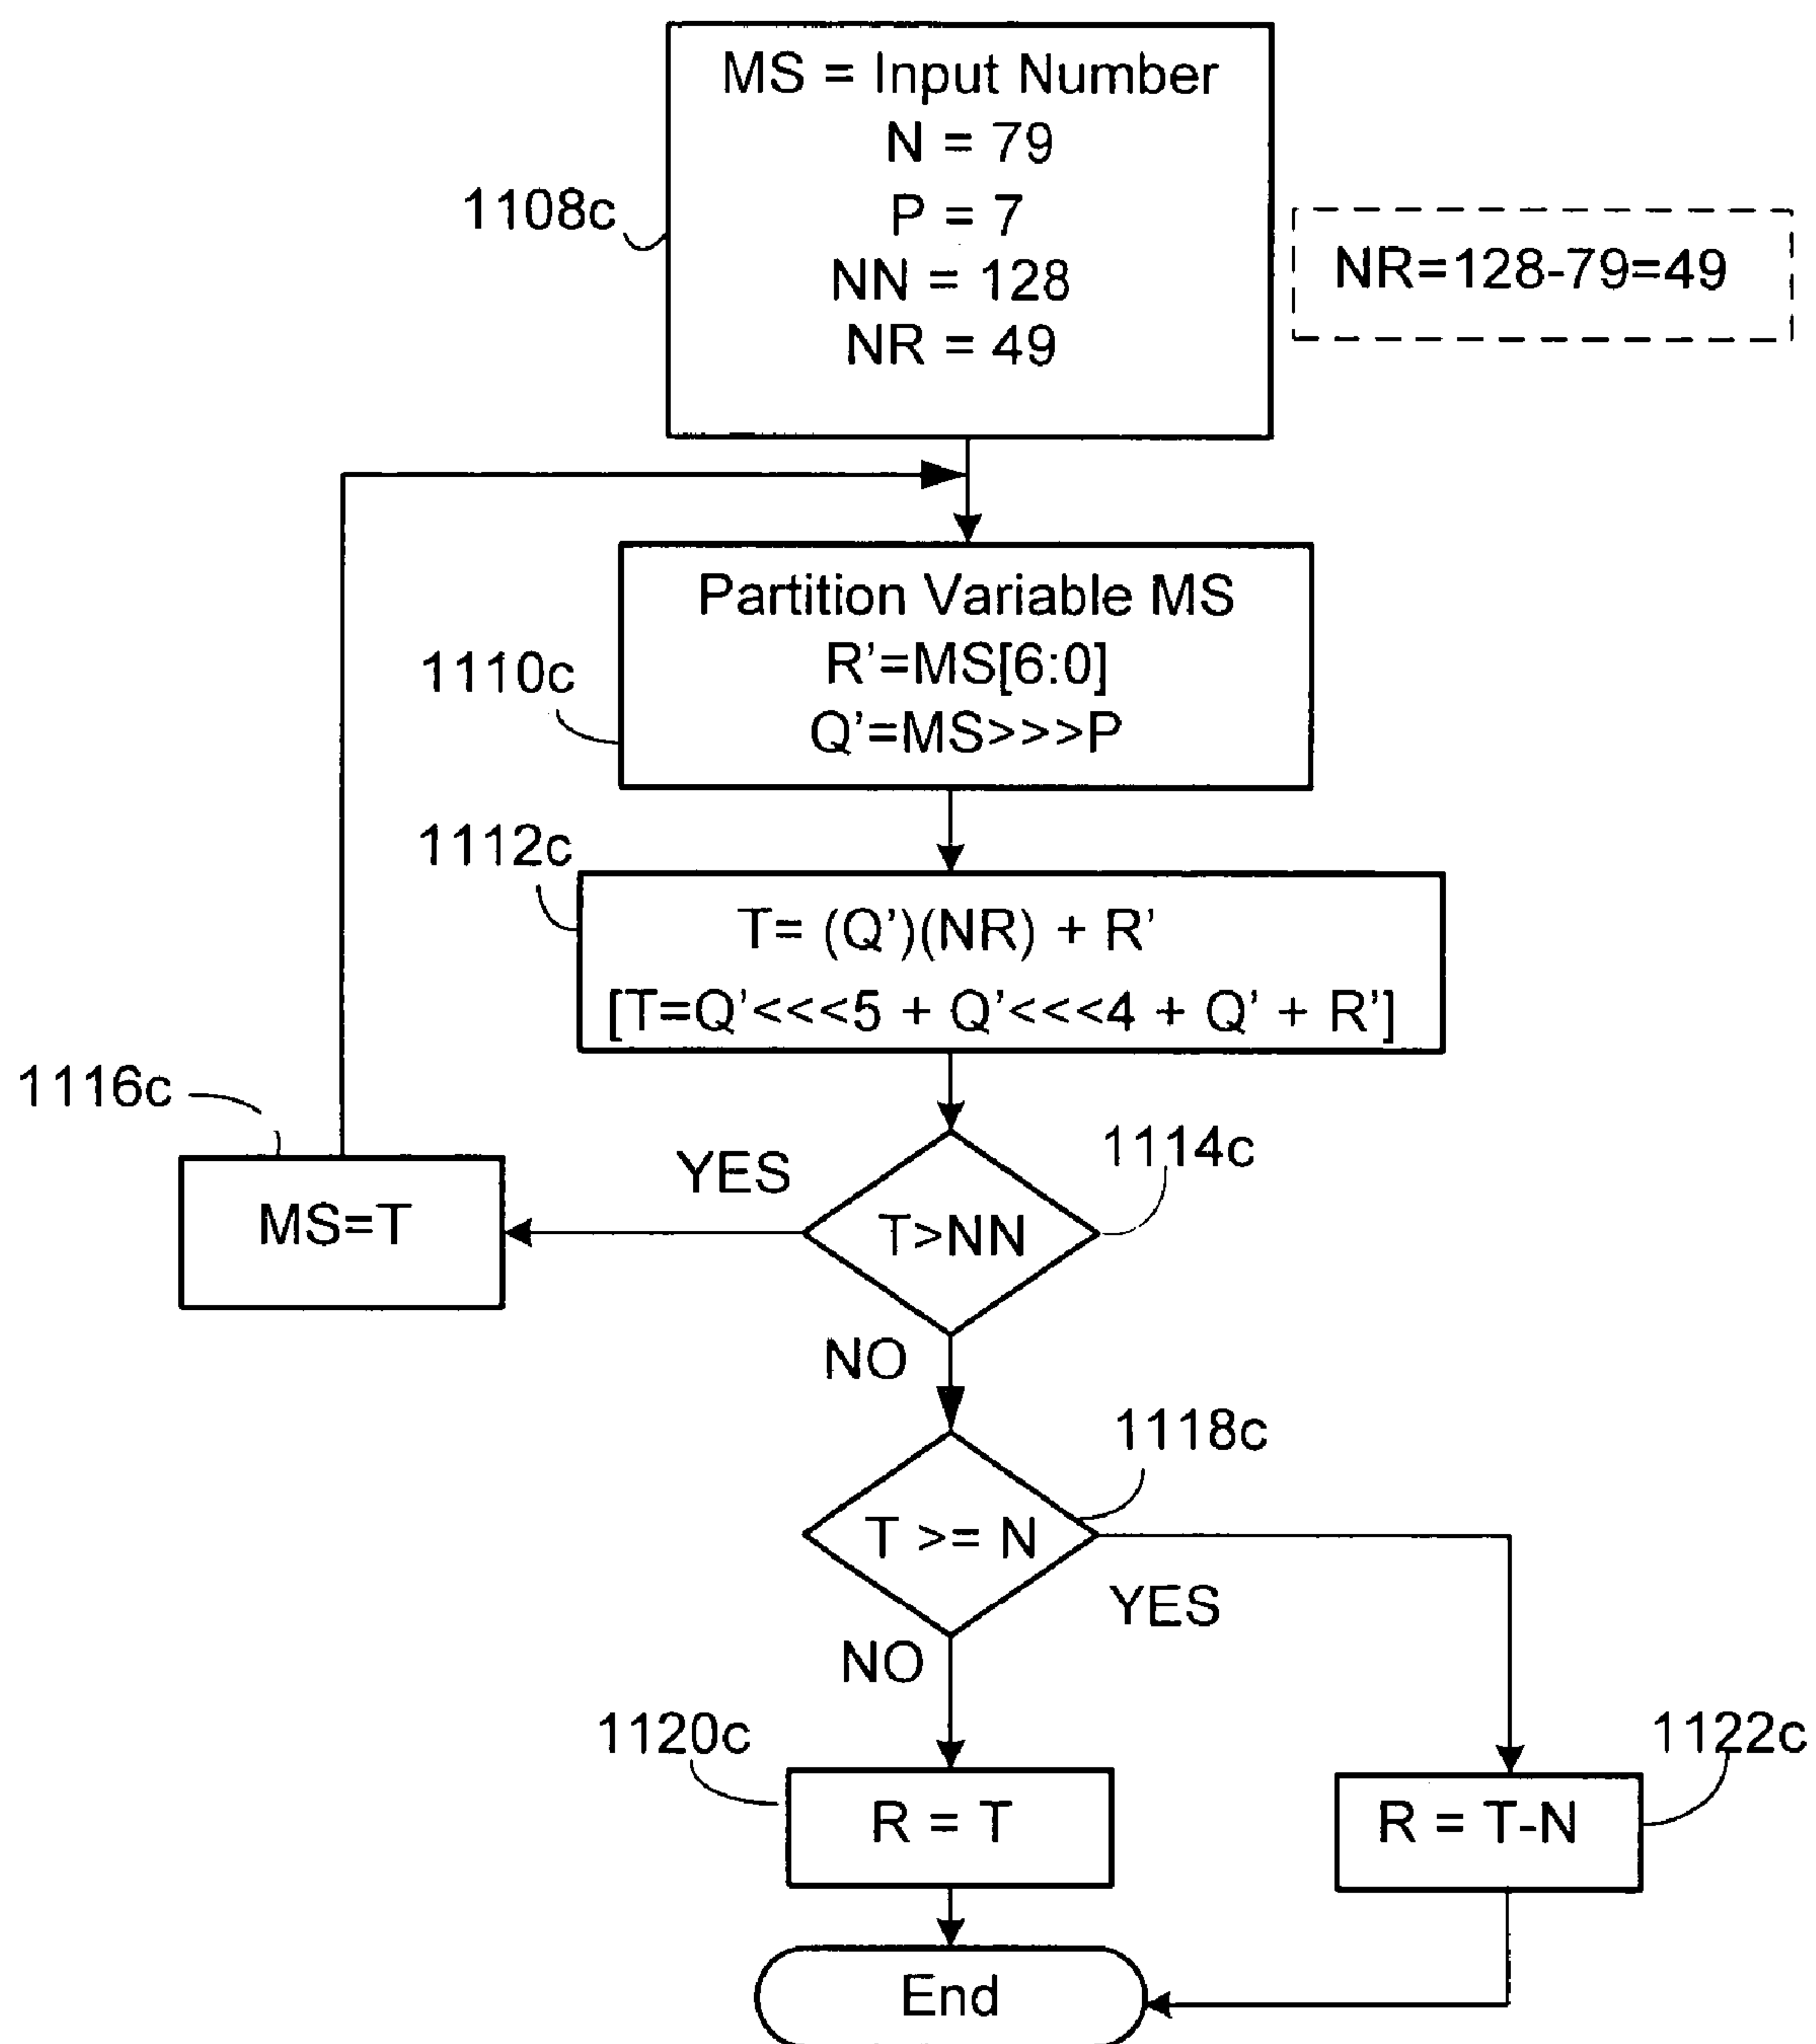 MS = Input Number
N = 79
P = 7
NN = 128
NR = 49
1108c
NR=128-79=49
Partition Variable MS
R’=MS[6:0]
Q’=MS>>>P
1110c
1112c
T= (Q’)(NR) + R’
[T=Q’<<<5 + Q’<<<4 + Q’ + R’]
1116c
MS=T
YES
T>NN
1114c
NO
1118c
T >= N
YES
NO
1120c
R = T
1122c
R = T-N
End